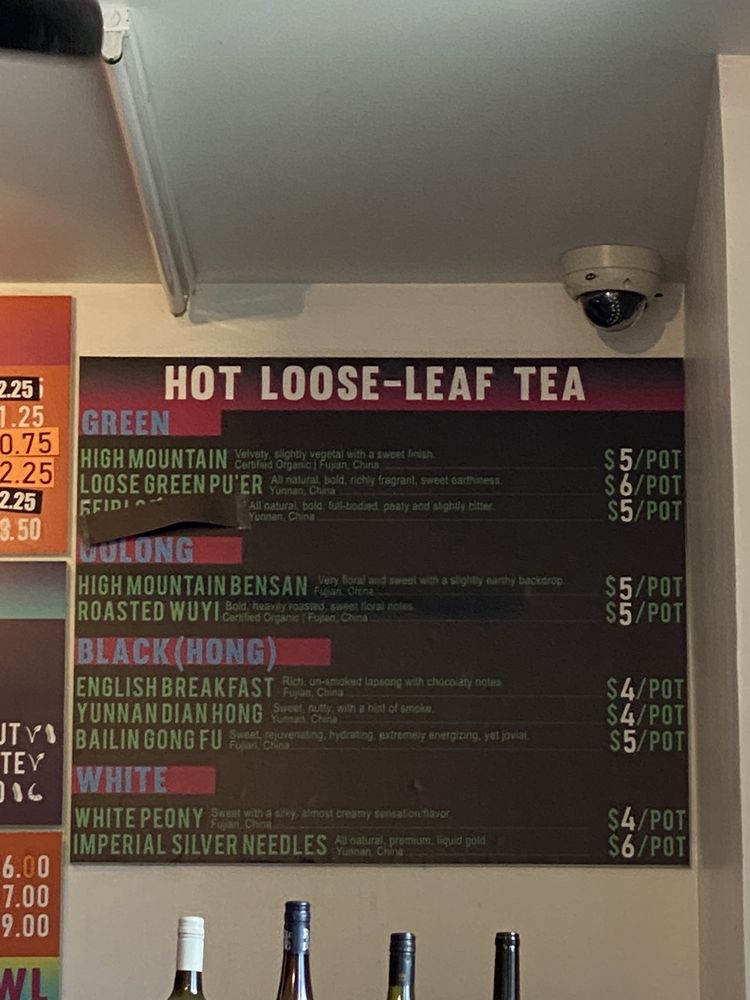 HOT LOOSE-LEAF TEA
GREEN
HIGH MOUNTAIN Velvety, slightly vegetal with a sweet finish. $5/POT
Certified Organic | Fujian, China
LOOSE GREEN PU'ER All natural, bold, richly fragrant, sweet earthiness. $6/POT
Yunnan, China
All natural, bold, full-bodied, peaty and slightly bitter. $5/POT
Yunnan, China
OOLONG
HIGH MOUNTAIN BENSAN Very floral and sweet with a slightly earthy backdrop. $5/POT
Fujian, China
ROASTED WUYI Bold, heavily roasted, sweet floral notes. $5/POT
Certified Organic | Fujian, China
BLACK(HONG)
ENGLISH BREAKFAST Rich, un-smoked lapsong with chocolaty notes. $4/POT
Fujian, China
YUNNAN DIAN HONG Sweet, nutty, with a hint of smoke. $4/POT
Yunnan, China
BAILIN GONG FU Sweet, rejuvenating, hydrating, extremely energizing, yet jovial. $5/POT
Fujian, China
WHITE
WHITE PEONY Sweet with a silky, almost creamy sensation/flavor $4/POT
Fujian, China
IMPERIAL SILVER NEEDLES All natural, premium, liquid gold. $6/POT
Yunnan, China
2.25
1.25
0.75
2.25
2.25
3.50
6.00
7.00
9.00
WL